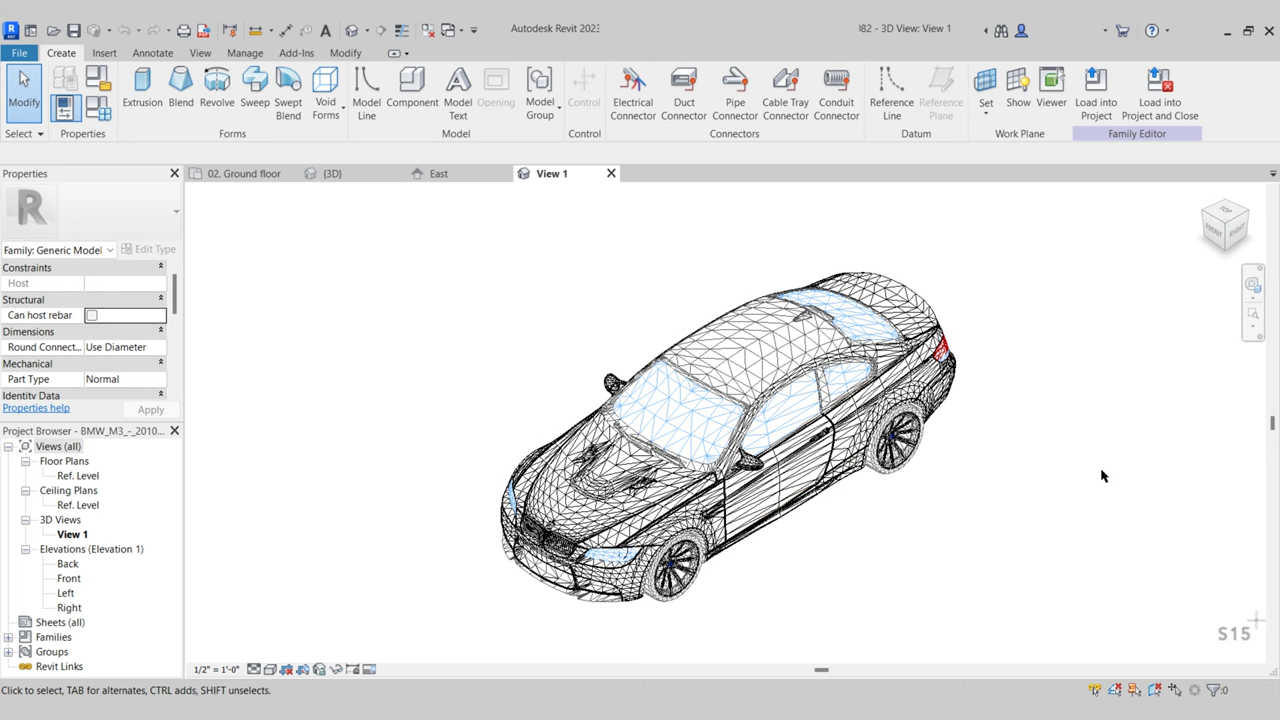 R
RVT
Autodesk Revit 2023
)82 - 3D View: View 1
File
Create
Insert
Annotate
View
Manage
Add-Ins
Modify
Modify
Extrusion
Blend
Revolve
Sweep
Swept
Blend
Void
Forms
Model
Line
Component
Model
Text
Opening
Model
Group
Control
Electrical
Connector
Duct
Connector
Pipe
Connector
Cable Tray
Connector
Conduit
Connector
Reference
Line
Reference
Plane
Set
Show
Viewer
Load into
Project
Load into
Project and Close
Select
Properties
Forms
Model
Control
Connectors
Datum
Work Plane
Family Editor
Properties
02. Ground floor
{3D}
East
View 1
R
Family: Generic Model
Edit Type
Constraints
Host
Structural
Can host rebar
Dimensions
Round Connect... Use Diameter
Mechanical
Part Type Normal
Identity Data
Properties help
Apply
Project Browser - BMW_M3_-_2010...
Views (all)
Floor Plans
Ref. Level
Ceiling Plans
Ref. Level
3D Views
View 1
Elevations (Elevation 1)
Back
Front
Left
Right
Sheets (all)
Families
Groups
Revit Links
TOP
FRONT
RIGHT
S15
1/2" = 1'-0"
Click to select, TAB for alternates, CTRL adds, SHIFT unselects.
:0